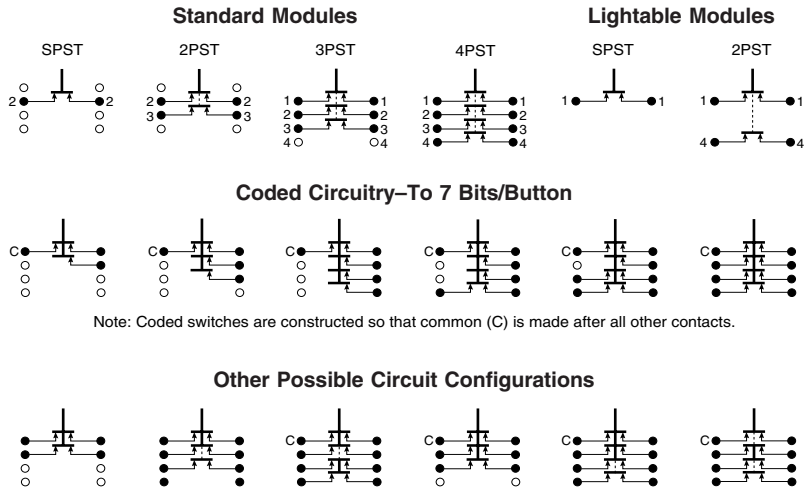 Standard Modules Lightable Modules
SPST 2PST 3PST 4PST SPST 2PST
2 2 2 2 1 1 1 1 1 1 1 1
3 3 2 2 2 2
3 3 3 3
4 4 4 4 4 4
Coded Circuitry–To 7 Bits/Button
C C C C C C
Note: Coded switches are constructed so that common (C) is made after all other contacts.
Other Possible Circuit Configurations
C C C